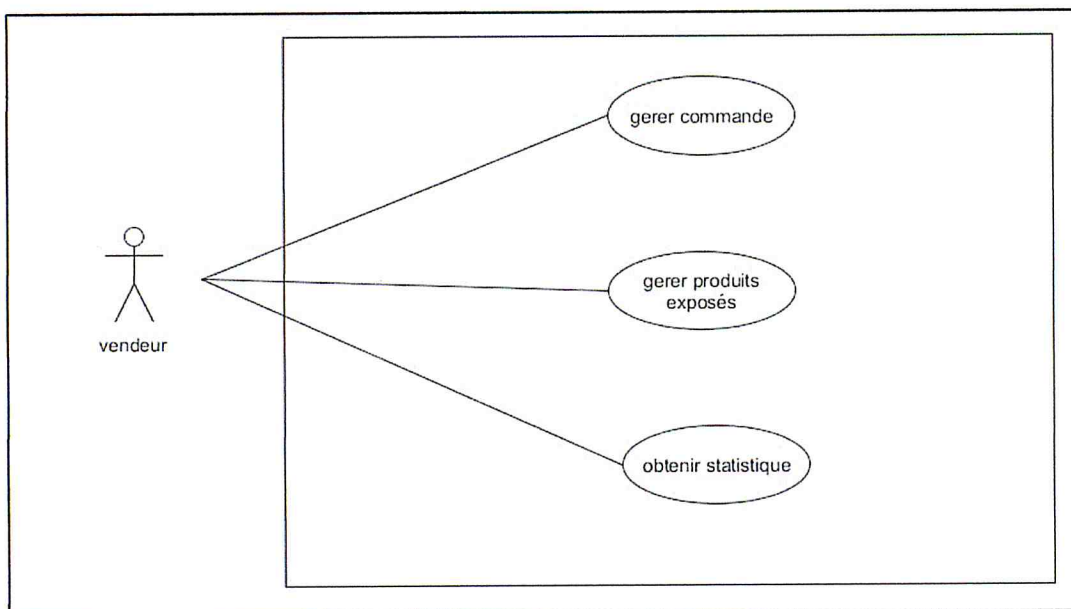 gerer commande
gerer produits
exposés
vendeur
obtenir statistique